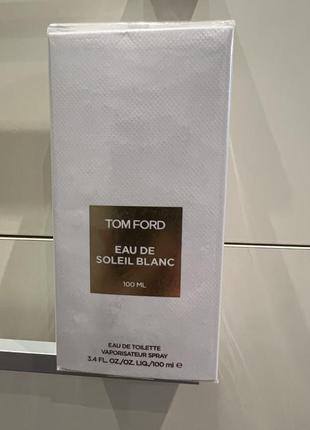 TOM FORD
EAU DE
SOLEIL BLANC
100 ML
EAU DE TOILETTE
VAPORISATEUR SPRAY
3.4 FL. OZ./OZ. LIQ./100 ml ℮